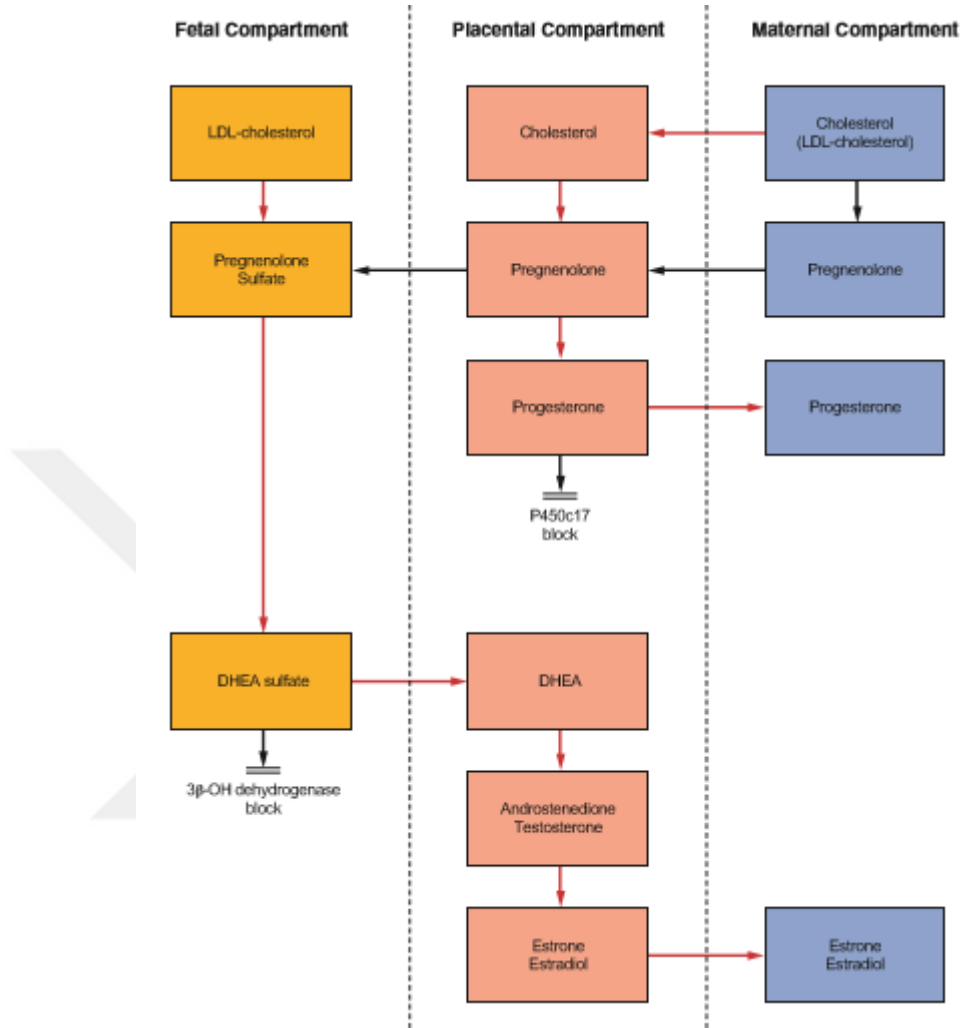 Fetal Compartment
Placental Compartment
Maternal Compartment
LDL-cholesterol
Cholesterol
Cholesterol
(LDL-cholesterol)
Pregnenolone
Sulfate
Pregnenolone
Pregnenolone
Progesterone
Progesterone
P450c17
block
DHEA sulfate
DHEA
3β-OH dehydrogenase
block
Androstenedione
Testosterone
Estrone
Estradiol
Estrone
Estradiol